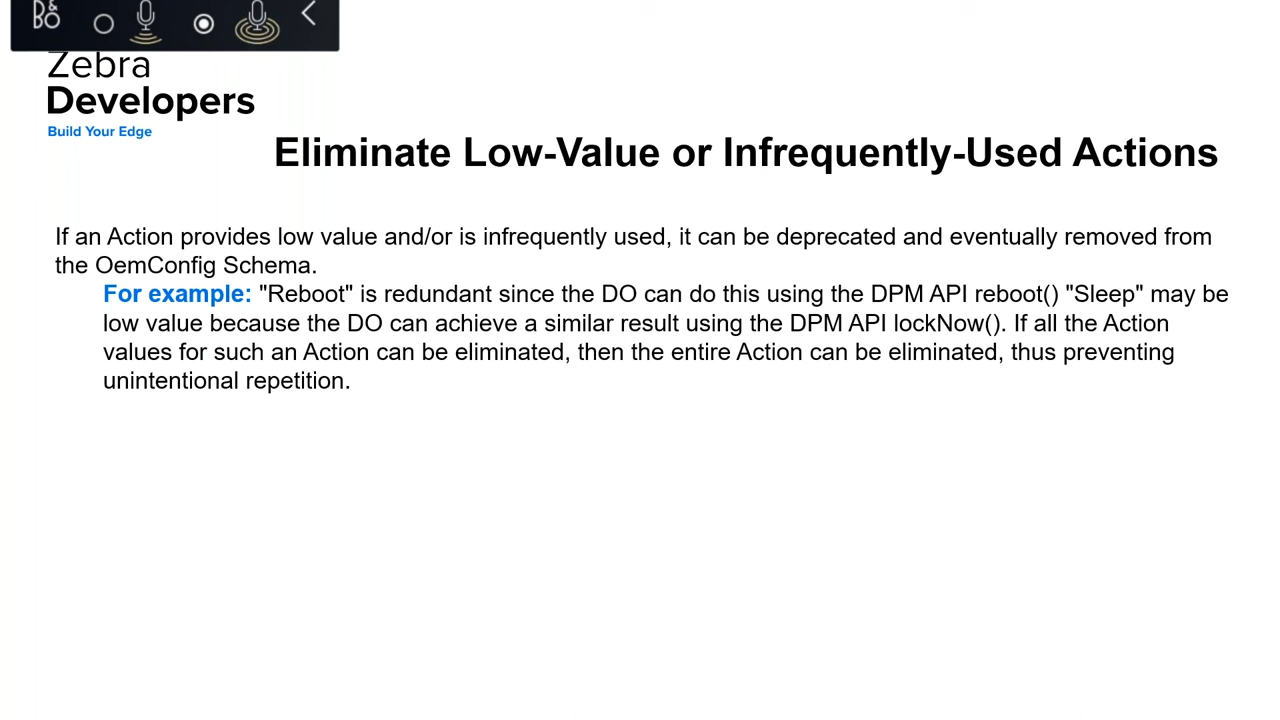 B&O
Zebra
Developers
Build Your Edge
Eliminate Low-Value or Infrequently-Used Actions
If an Action provides low value and/or is infrequently used, it can be deprecated and eventually removed from
the OemConfig Schema.
For example: "Reboot" is redundant since the DO can do this using the DPM API reboot() "Sleep" may be
low value because the DO can achieve a similar result using the DPM API lockNow(). If all the Action
values for such an Action can be eliminated, then the entire Action can be eliminated, thus preventing
unintentional repetition.